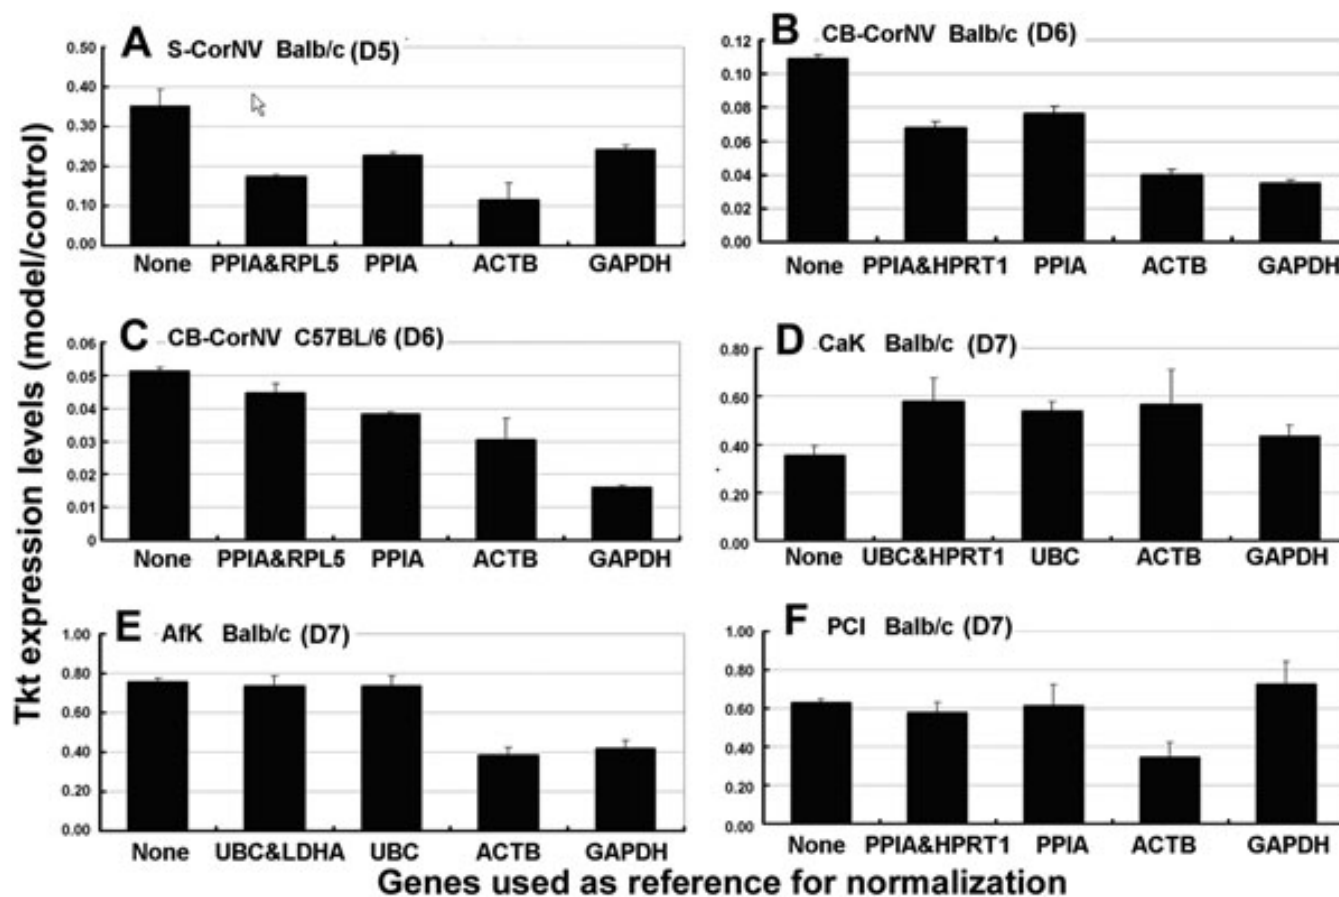 Tkt expression levels (model/control)
A S-CorNV Balb/c (D5)
0.50
0.40
0.30
0.20
0.10
0.00
None PPIA&RPL5 PPIA ACTB GAPDH
B CB-CorNV Balb/c (D6)
0.12
0.10
0.08
0.06
0.04
0.02
0.00
None PPIA&HPRT1 PPIA ACTB GAPDH
C CB-CorNV C57BL/6 (D6)
0.06
0.05
0.04
0.03
0.02
0.01
0
None PPIA&RPL5 PPIA ACTB GAPDH
D CaK Balb/c (D7)
0.80
0.60
0.40
0.20
0.00
None UBC&HPRT1 UBC ACTB GAPDH
E AfK Balb/c (D7)
1.00
0.80
0.60
0.40
0.20
0.00
None UBC&LDHA UBC ACTB GAPDH
F PCI Balb/c (D7)
1.00
0.80
0.60
0.40
0.20
0.00
None PPIA&HPRT1 PPIA ACTB GAPDH
Genes used as reference for normalization